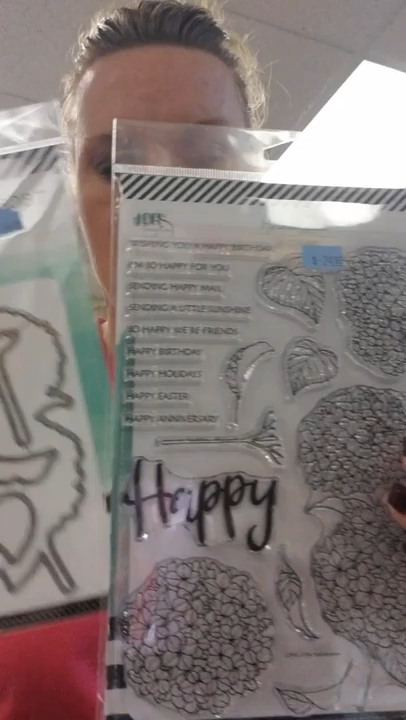 WISHING YOU A HAPPY BIRTHDAY
I'M SO HAPPY FOR YOU
SENDING HAPPY MAIL
SENDING A LITTLE SUNSHINE
SO HAPPY WE'RE FRIENDS
HAPPY BIRTHDAY
HAPPY HOLIDAYS
HAPPY EASTER
HAPPY ANNIVERSARY
Happy